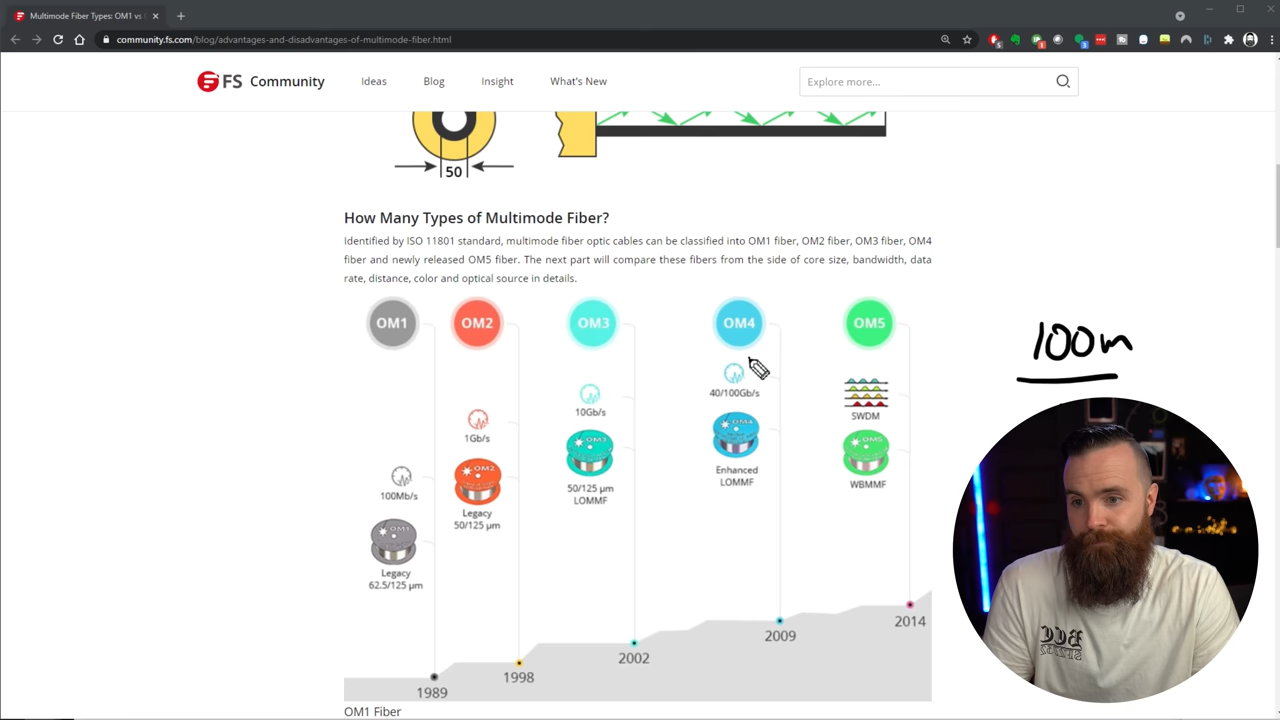 Multimode Fiber Types: OM1 vs
community.fs.com/blog/advantages-and-disadvantages-of-multimode-fiber.html
FS Community
Ideas
Blog
Insight
What's New
Explore more...
50
How Many Types of Multimode Fiber?
Identified by ISO 11801 standard, multimode fiber optic cables can be classified into OM1 fiber, OM2 fiber, OM3 fiber, OM4
fiber and newly released OM5 fiber. The next part will compare these fibers from the side of core size, bandwidth, data
rate, distance, color and optical source in details.
OM1
OM2
OM3
OM4
OM5
100m
40/100Gb/s
10Gb/s
SWDM
1Gb/s
OM4
OM3
OM5
Enhanced
LOMMF
OM2
WBMMF
50/125 µm
LOMMF
100Mb/s
Legacy
50/125 µm
OM1
Legacy
62.5/125 µm
1989
1998
2002
2009
2014
OM1 Fiber